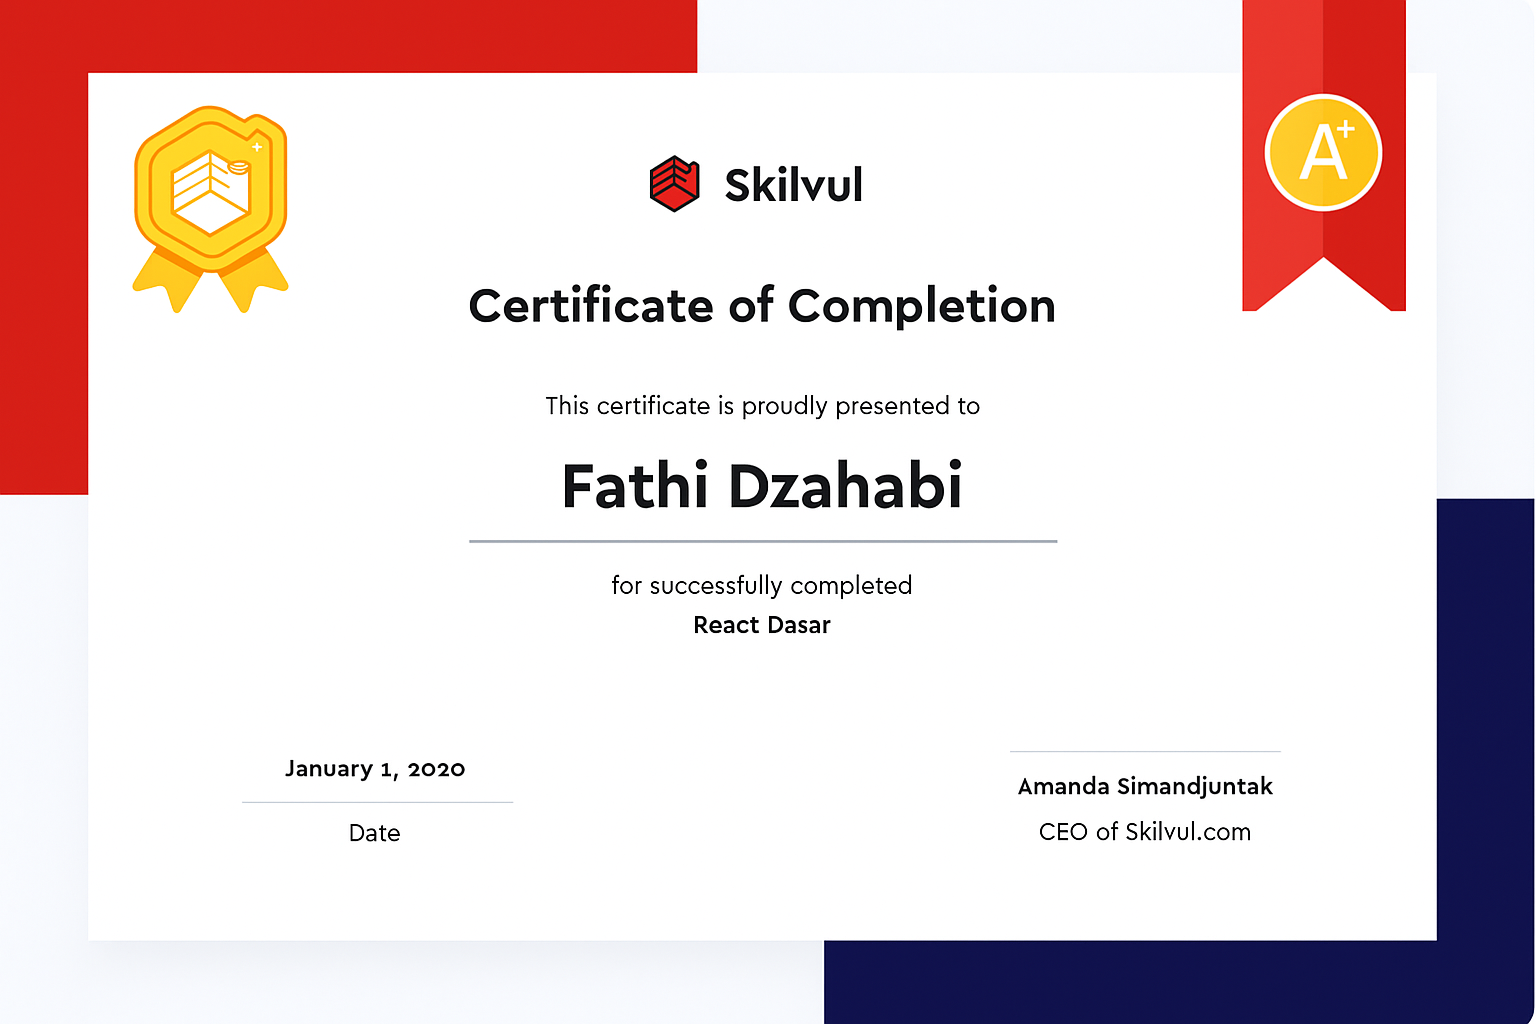 Skilvul
A+
Certificate of Completion
This certificate is proudly presented to
Fathi Dzahabi
for successfully completed
React Dasar
January 1, 2020
Date
Amanda Simandjuntak
CEO of Skilvul.com